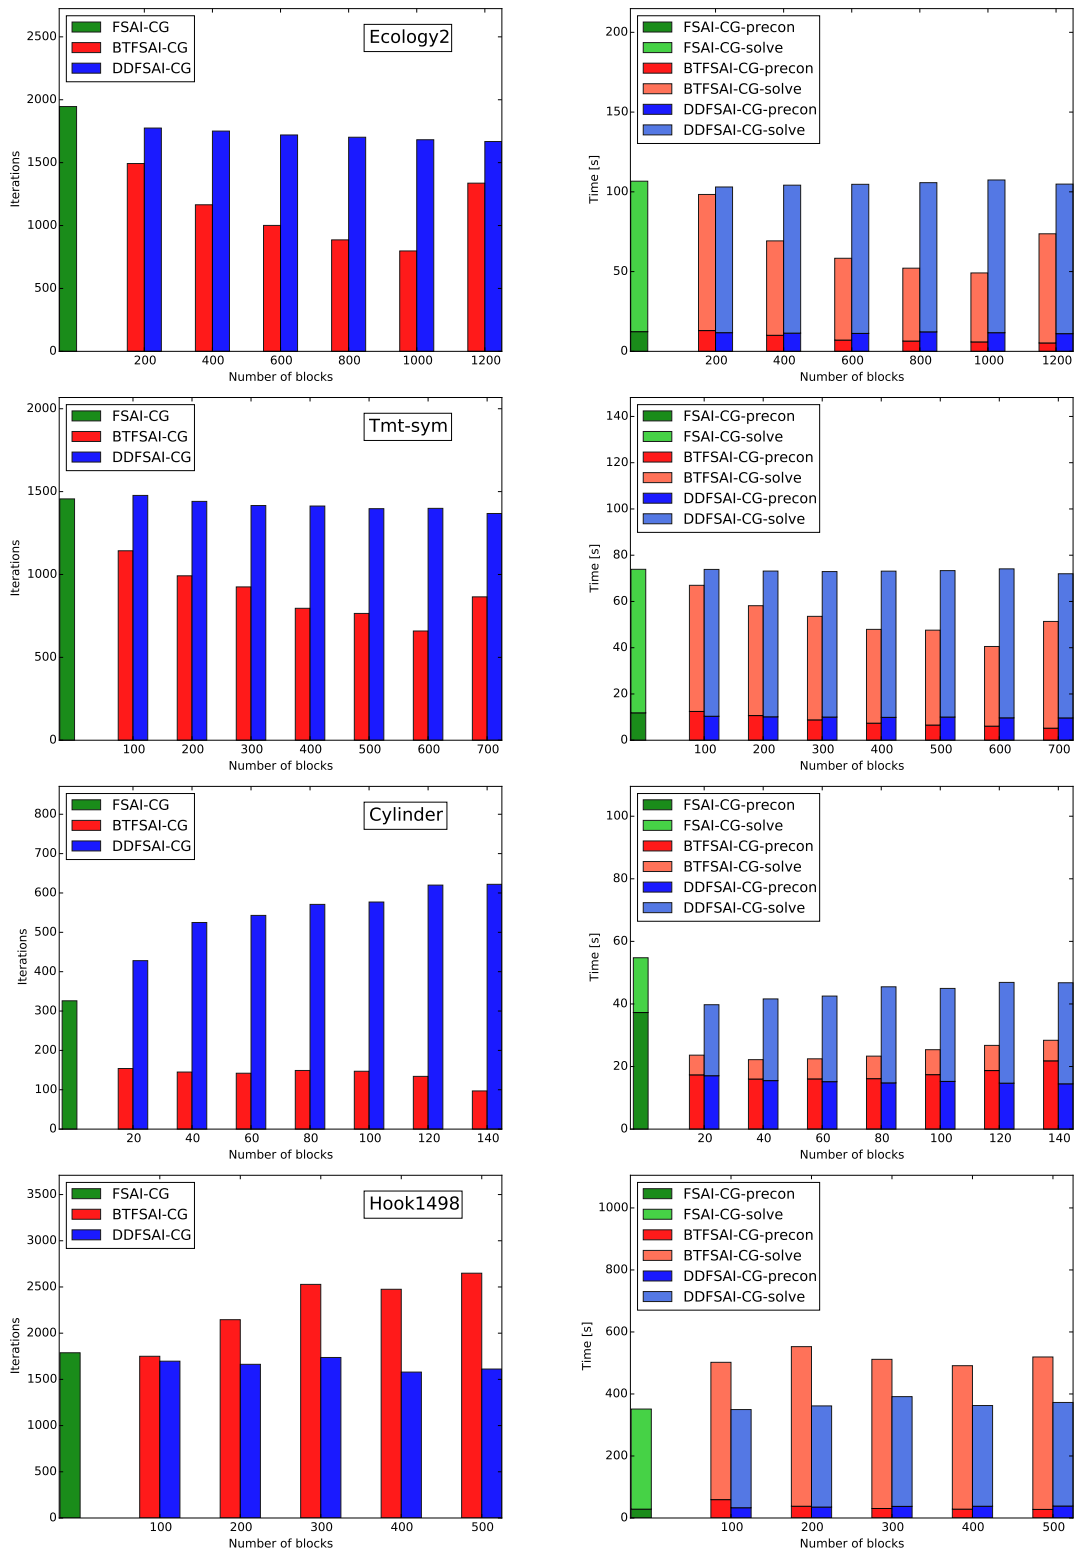 FSAI-CG
BTFSAI-CG
DDFSAI-CG
Ecology2
2500
2000
1500
1000
500
0
Iterations
200 400 600 800 1000 1200
Number of blocks
FSAI-CG-precon
FSAI-CG-solve
BTFSAI-CG-precon
BTFSAI-CG-solve
DDFSAI-CG-precon
DDFSAI-CG-solve
200
150
100
50
0
Time [s]
200 400 600 800 1000 1200
Number of blocks
FSAI-CG
BTFSAI-CG
DDFSAI-CG
Tmt-sym
2000
1500
1000
500
0
Iterations
100 200 300 400 500 600 700
Number of blocks
FSAI-CG-precon
FSAI-CG-solve
BTFSAI-CG-precon
BTFSAI-CG-solve
DDFSAI-CG-precon
DDFSAI-CG-solve
140
120
100
80
60
40
20
0
Time [s]
100 200 300 400 500 600 700
Number of blocks
FSAI-CG
BTFSAI-CG
DDFSAI-CG
Cylinder
800
700
600
500
400
300
200
100
0
Iterations
20 40 60 80 100 120 140
Number of blocks
FSAI-CG-precon
FSAI-CG-solve
BTFSAI-CG-precon
BTFSAI-CG-solve
DDFSAI-CG-precon
DDFSAI-CG-solve
100
80
60
40
20
0
Time [s]
20 40 60 80 100 120 140
Number of blocks
FSAI-CG
BTFSAI-CG
DDFSAI-CG
Hook1498
3500
3000
2500
2000
1500
1000
500
0
Iterations
100 200 300 400 500
Number of blocks
FSAI-CG-precon
FSAI-CG-solve
BTFSAI-CG-precon
BTFSAI-CG-solve
DDFSAI-CG-precon
DDFSAI-CG-solve
1000
800
600
400
200
0
Time [s]
100 200 300 400 500
Number of blocks